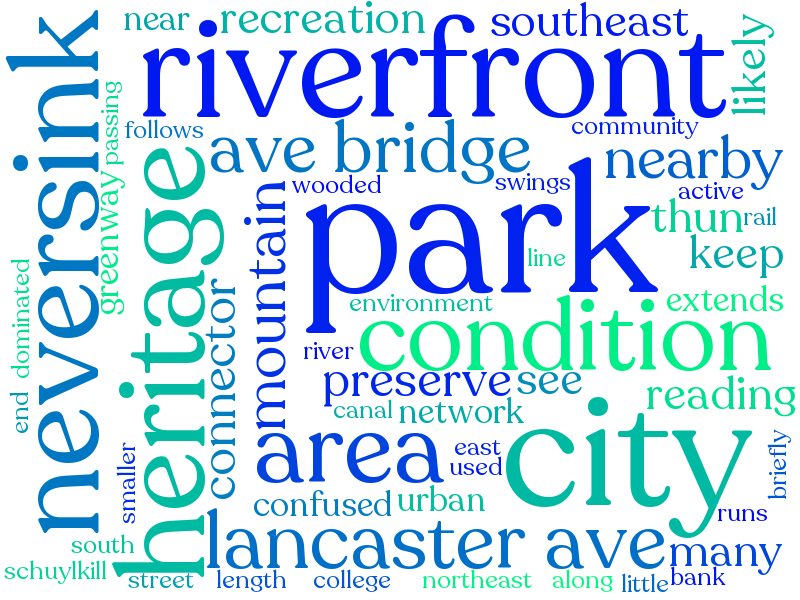 near
recreation
southeast
likely
riverfront
neversink
passing
follows
ave bridge
community
nearby
wooded
swings
active
heritage
greenway
mountain
park
thun
rail
keep
line
dominated
connector
environment
extends
condition
river
preserve
see
reading
end
canal
network
city
area
east
used
smaller
briefly
confused
urban
runs
lancaster ave
many
south
schuylkill
street
length
college
northeast
along
little
bank